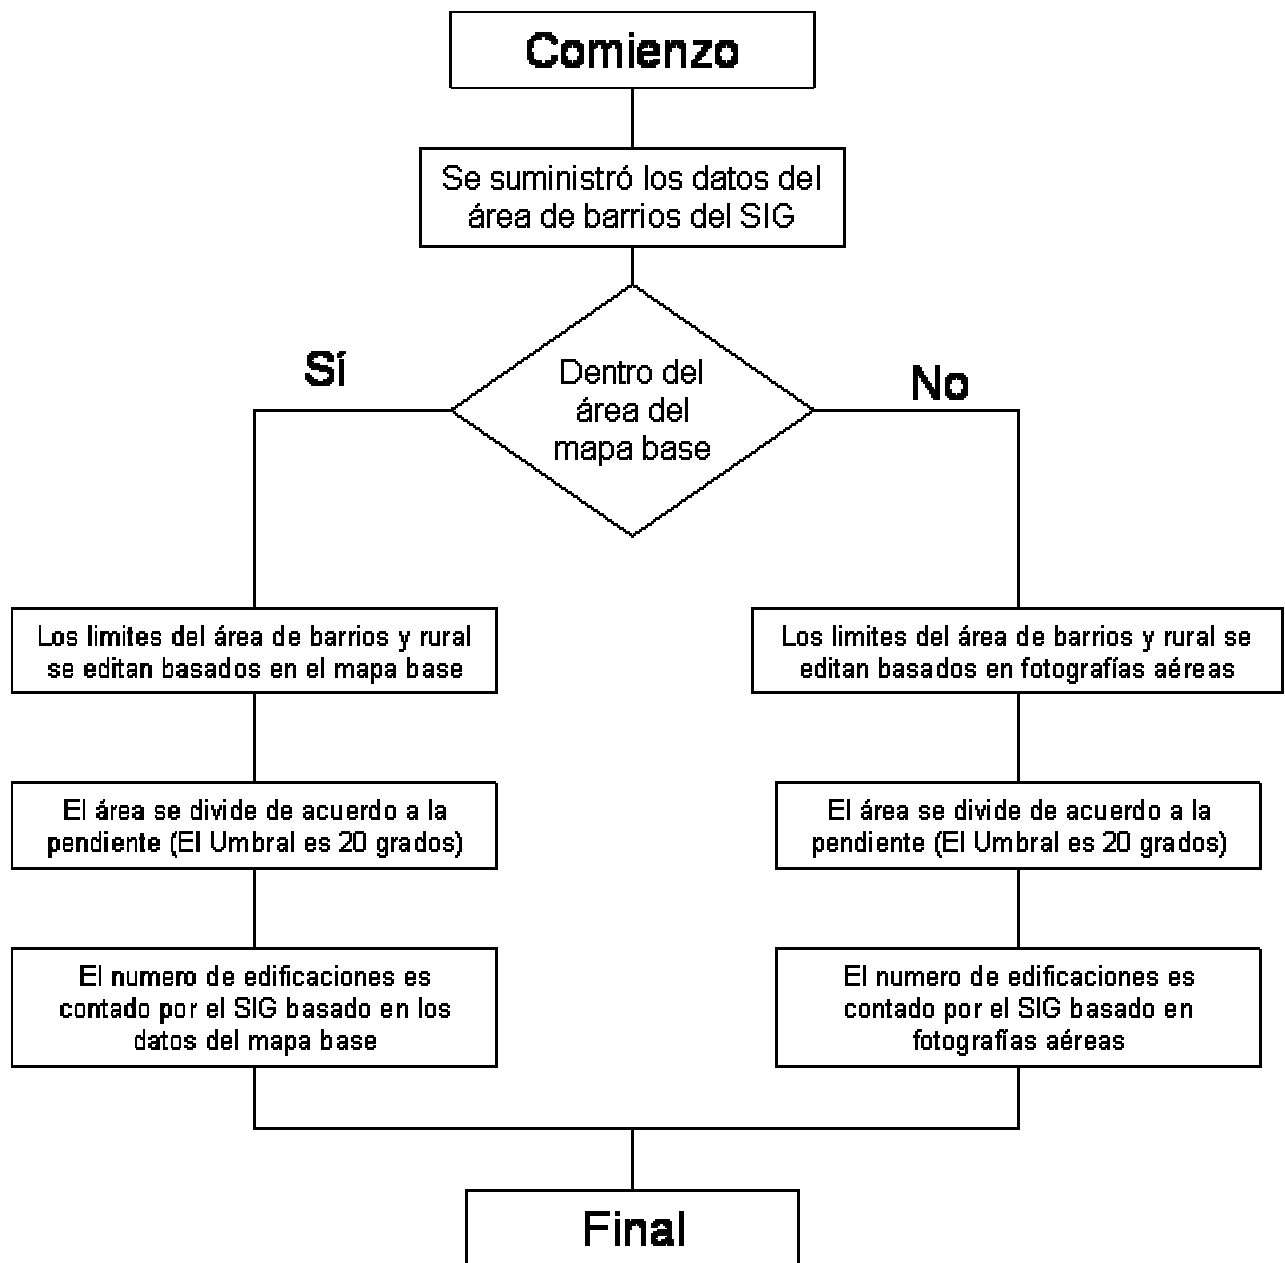 Comienzo
Se suministró los datos del
área de barrios del SIG
Sí
Dentro del
área del
mapa base
No
Los limites del área de barrios y rural
se editan basados en el mapa base
Los limites del área de barrios y rural se
editan basados en fotografías aéreas
El área se divide de acuerdo a la
pendiente (El Umbral es 20 grados)
El área se divide de acuerdo a la
pendiente (El Umbral es 20 grados)
El numero de edificaciones es
contado por el SIG basado en los
datos del mapa base
El numero de edificaciones es
contado por el SIG basado en
fotografías aéreas
Final